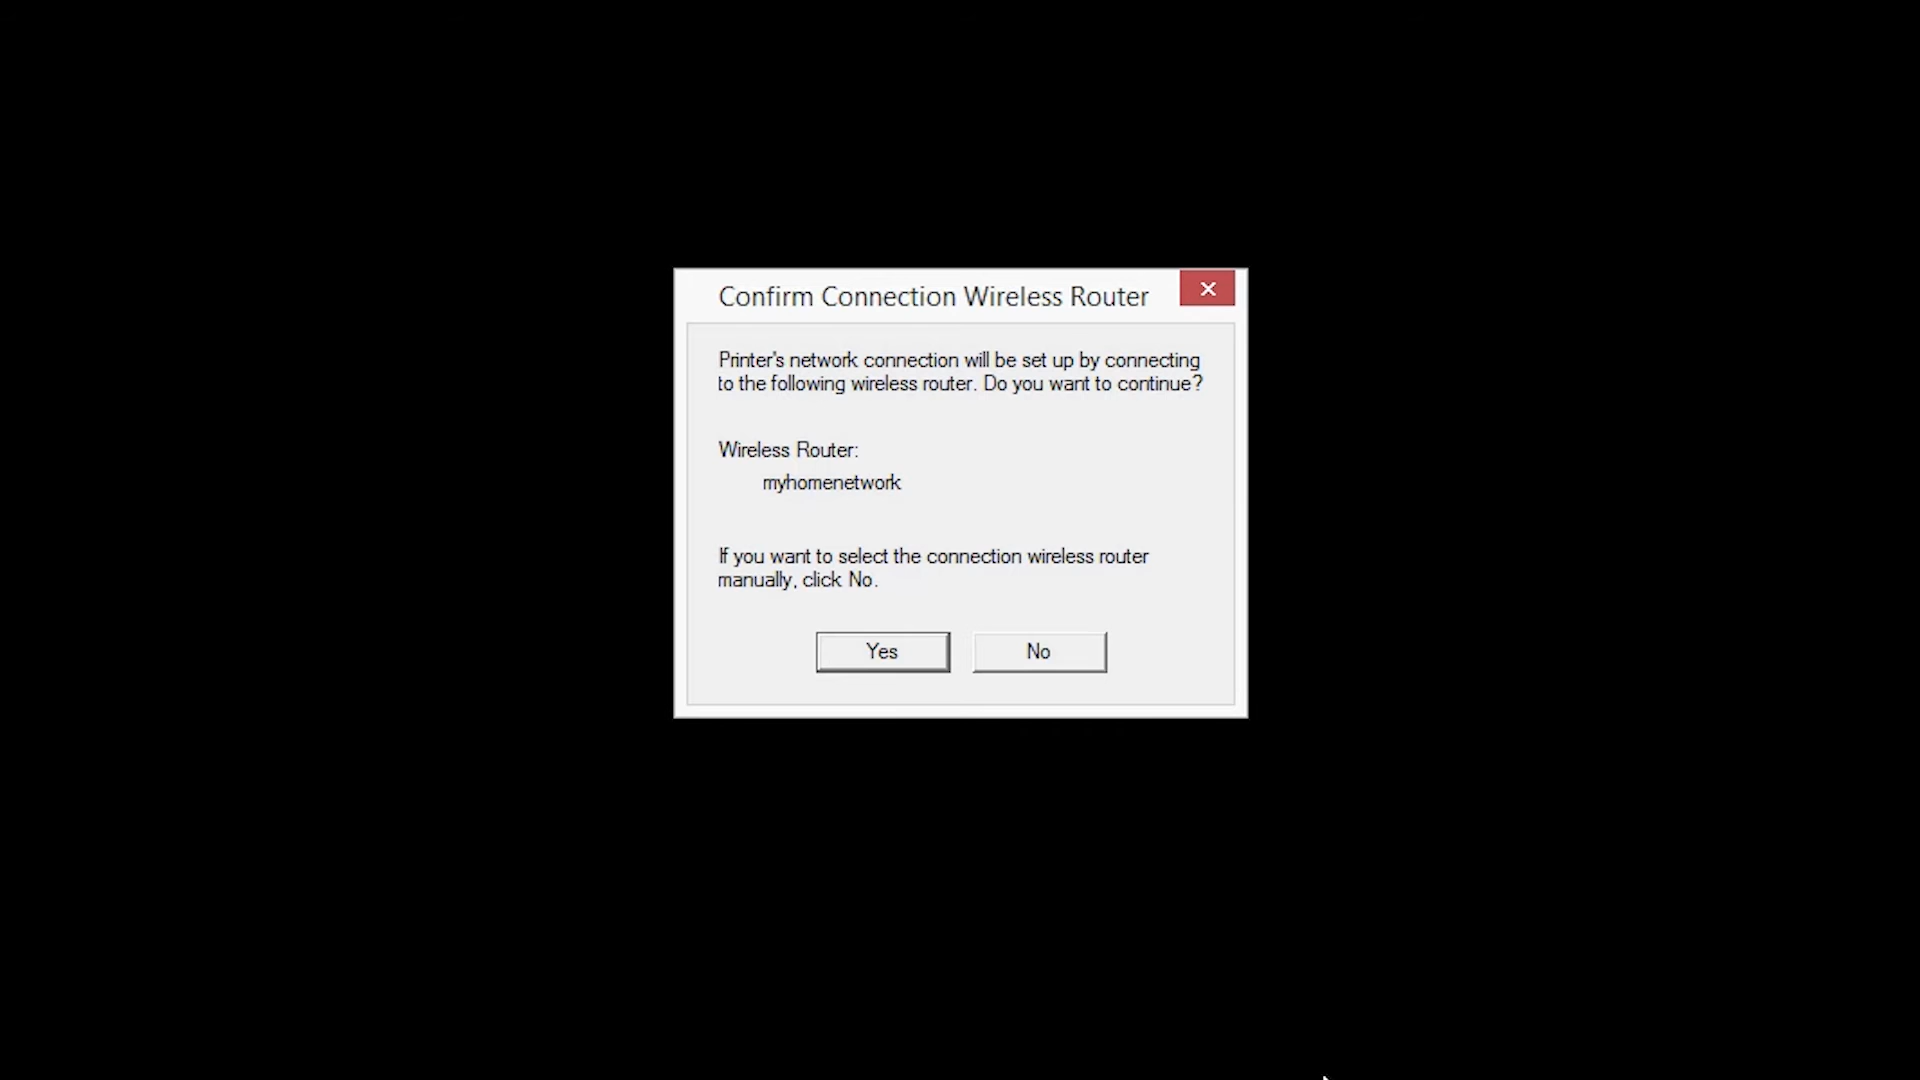 Confirm Connection Wireless Router
Printer's network connection will be set up by connecting
to the following wireless router. Do you want to continue?
Wireless Router:
myhomenetwork
If you want to select the connection wireless router
manually, click No.
Yes
No